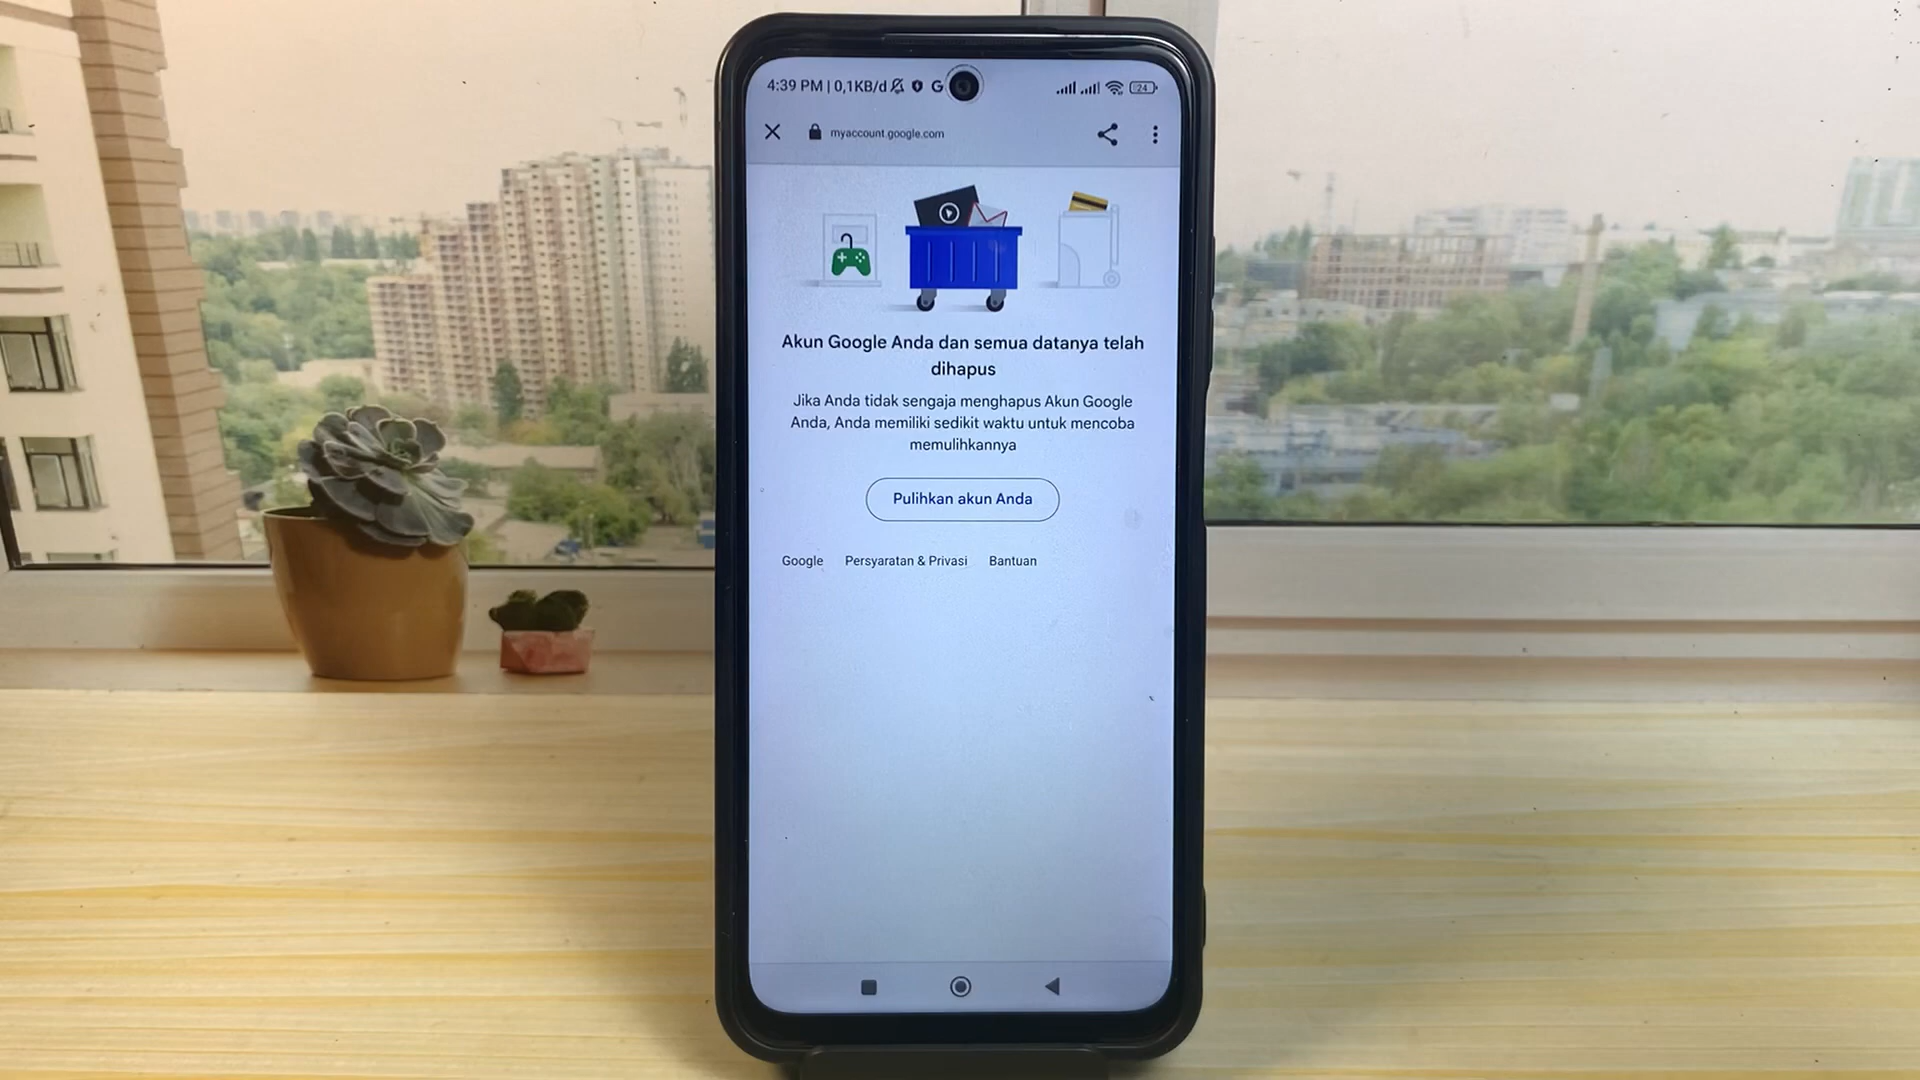 4:39 PM | 0,1KB/d G 24
myaccount.google.com
Akun Google Anda dan semua datanya telah
dihapus
Jika Anda tidak sengaja menghapus Akun Google
Anda, Anda memiliki sedikit waktu untuk mencoba
memulihkannya
Pulihkan akun Anda
Google Persyaratan & Privasi Bantuan